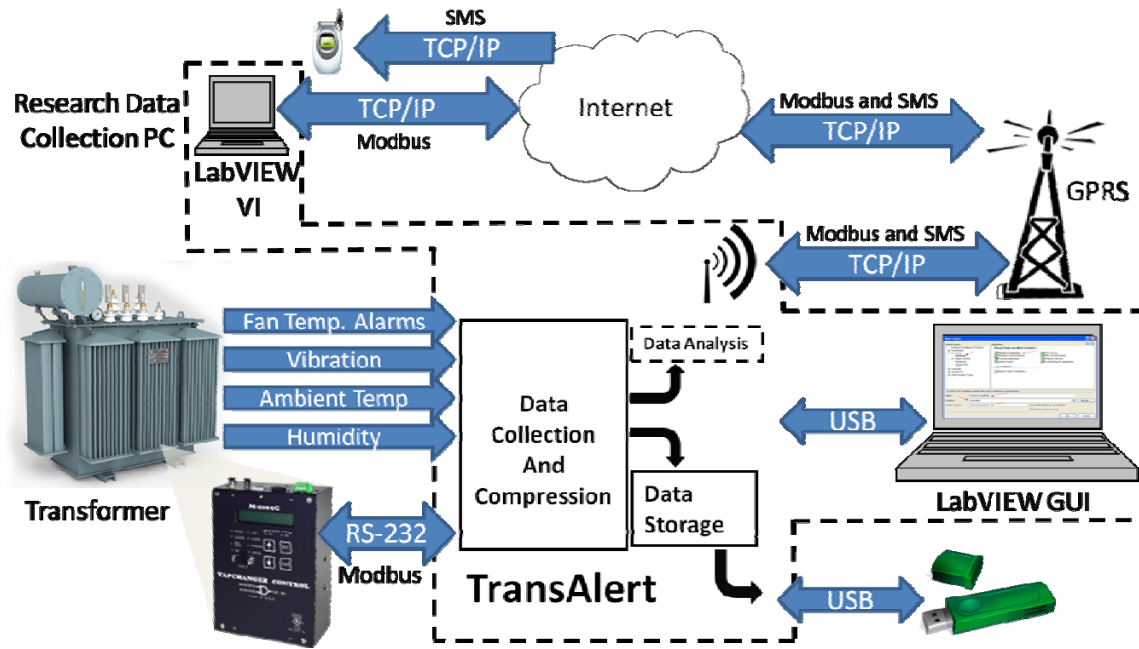 SMS
TCP/IP
Research Data
Collection PC
TCP/IP
Modbus
LabVIEW
VI
Internet
Modbus and SMS
TCP/IP
GPRS
Modbus and SMS
TCP/IP
Fan Temp. Alarms
Vibration
Ambient Temp
Humidity
Transformer
TAPCHANGER CONTROL
RS-232
Modbus
Data
Collection
And
Compression
Data Analysis
Data
Storage
TransAlert
USB
LabVIEW GUI
USB